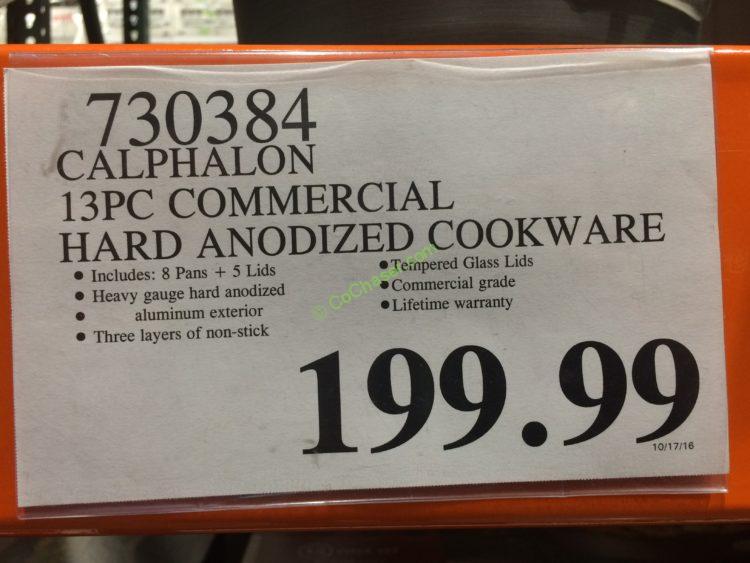 730384
CALPHALON
13PC COMMERCIAL
HARD ANODIZED COOKWARE
• Includes: 8 Pans + 5 Lids
• Heavy gauge hard anodized
• aluminum exterior
• Three layers of non-stick
• Tempered Glass Lids
• Commercial grade
• Lifetime warranty
© CoChaser.com
199.99
10/17/16